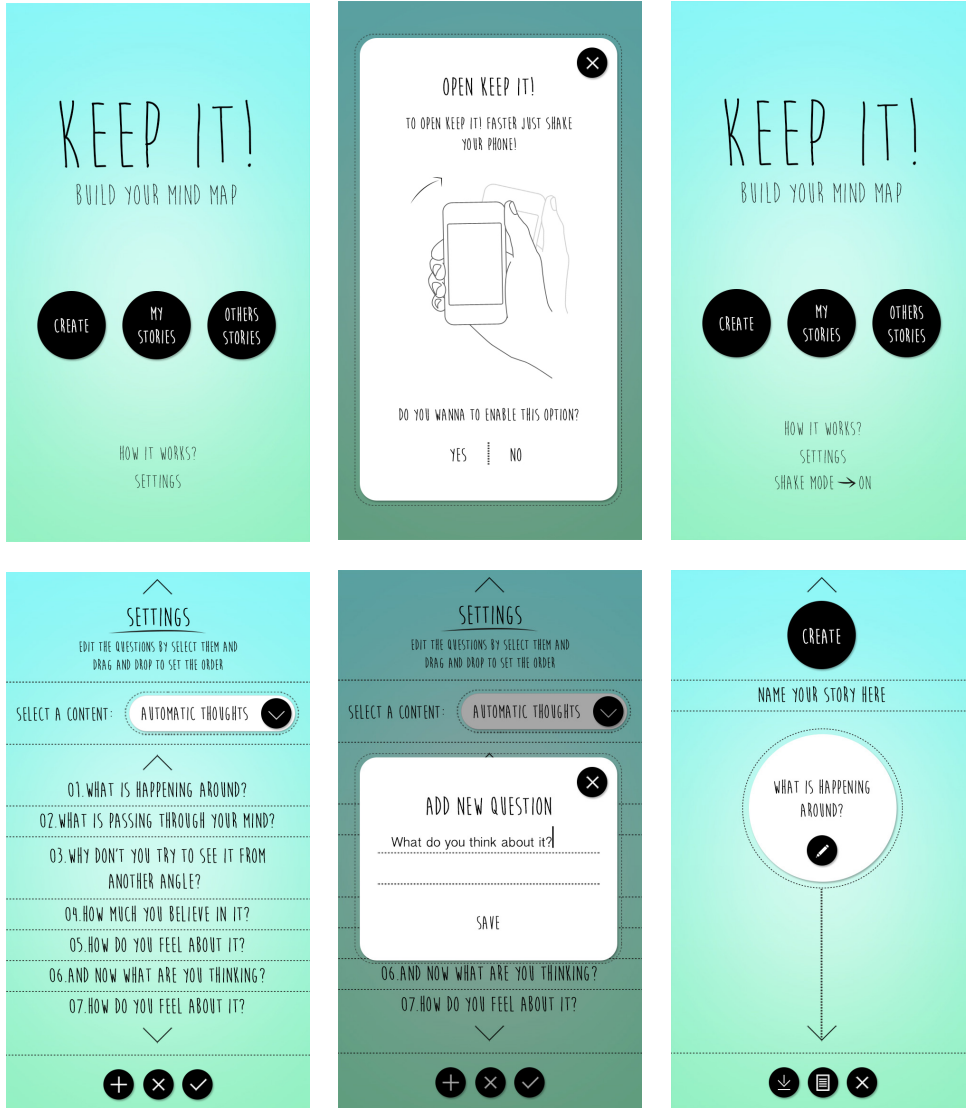 KEEP IT!
BUILD YOUR MIND MAP
CREATE
MY
STORIES
OTHERS
STORIES
HOW IT WORKS?
SETTINGS
OPEN KEEP IT!
TO OPEN KEEP IT! FASTER JUST SHAKE
YOUR PHONE!
DO YOU WANNA TO ENABLE THIS OPTION?
YES NO
KEEP IT!
BUILD YOUR MIND MAP
CREATE
MY
STORIES
OTHERS
STORIES
HOW IT WORKS?
SETTINGS
SHAKE MODE → ON
SETTINGS
EDIT THE QUESTIONS BY SELECT THEM AND
DRAG AND DROP TO SET THE ORDER
SELECT A CONTENT: AUTOMATIC THOUGHTS
01.WHAT IS HAPPENING AROUND?
02.WHAT IS PASSING THROUGH YOUR MIND?
03.WHY DON'T YOU TRY TO SEE IT FROM
ANOTHER ANGLE?
04.HOW MUCH YOU BELIEVE IN IT?
05.HOW DO YOU FEEL ABOUT IT?
06.AND NOW WHAT ARE YOU THINKING?
07.HOW DO YOU FEEL ABOUT IT?
SETTINGS
EDIT THE QUESTIONS BY SELECT THEM AND
DRAG AND DROP TO SET THE ORDER
SELECT A CONTENT: AUTOMATIC THOUGHTS
ADD NEW QUESTION
What do you think about it?
SAVE
06.AND NOW WHAT ARE YOU THINKING?
07.HOW DO YOU FEEL ABOUT IT?
CREATE
NAME YOUR STORY HERE
WHAT IS HAPPENING
AROUND?